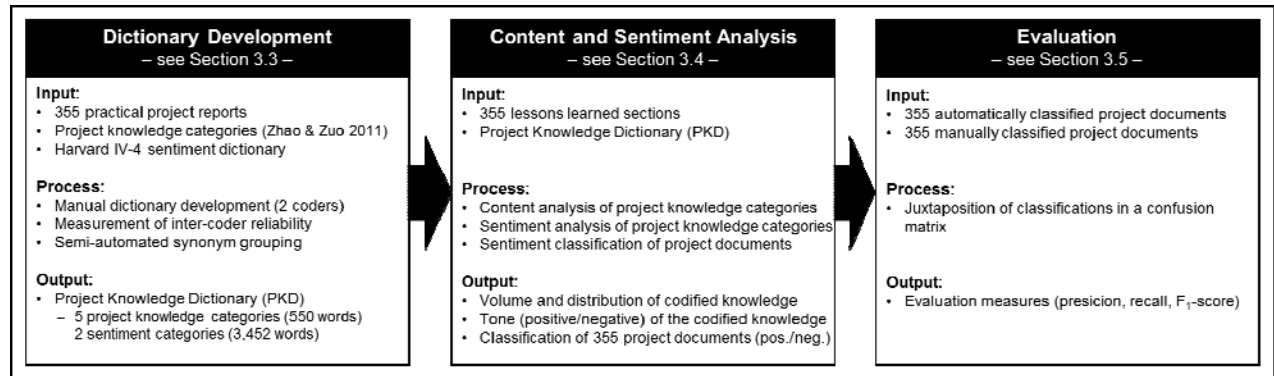 Dictionary Development
– see Section 3.3 –
Input:
• 355 practical project reports
• Project knowledge categories (Zhao & Zuo 2011)
• Harvard IV-4 sentiment dictionary
Process:
• Manual dictionary development (2 coders)
• Measurement of inter-coder reliability
• Semi-automated synonym grouping
Output:
• Project Knowledge Dictionary (PKD)
– 5 project knowledge categories (550 words)
2 sentiment categories (3,452 words)
Content and Sentiment Analysis
– see Section 3.4 –
Input:
• 355 lessons learned sections
• Project Knowledge Dictionary (PKD)
Process:
• Content analysis of project knowledge categories
• Sentiment analysis of project knowledge categories
• Sentiment classification of project documents
Output:
• Volume and distribution of codified knowledge
• Tone (positive/negative) of the codified knowledge
• Classification of 355 project documents (pos./neg.)
Evaluation
– see Section 3.5 –
Input:
• 355 automatically classified project documents
• 355 manually classified project documents
Process:
• Juxtaposition of classifications in a confusion
matrix
Output:
• Evaluation measures (presicion, recall, F₁-score)